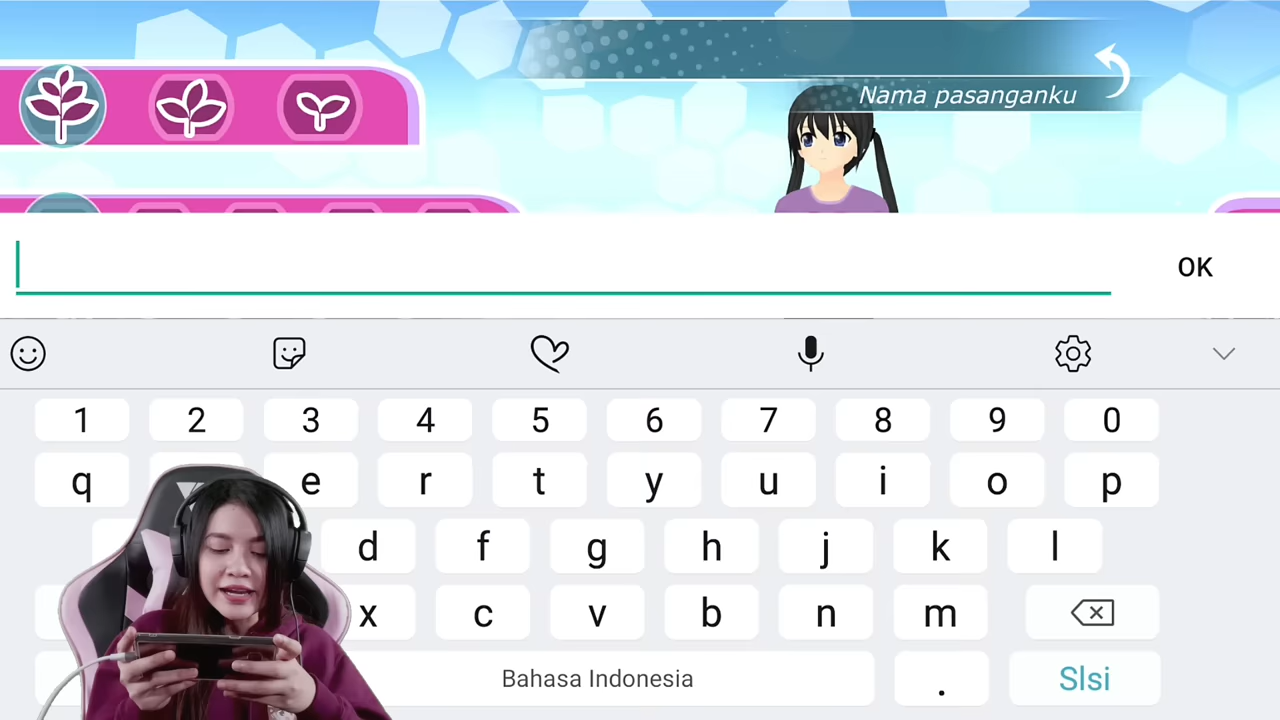 Nama pasanganku
OK
1 2 3 4 5 6 7 8 9 0
q e r t y u i o p
d f g h j k l
x c v b n m
Bahasa Indonesia . Slsi